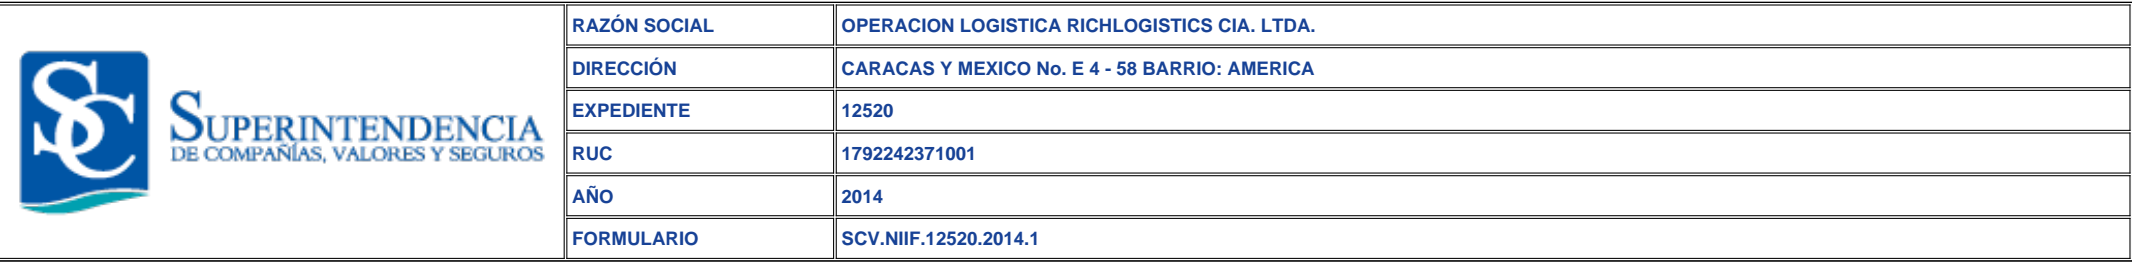 SC
SUPERINTENDENCIA
DE COMPAÑÍAS, VALORES Y SEGUROS
RAZÓN SOCIAL OPERACION LOGISTICA RICHLOGISTICS CIA. LTDA.
DIRECCIÓN CARACAS Y MEXICO No. E 4 - 58 BARRIO: AMERICA
EXPEDIENTE 12520
RUC 1792242371001
AÑO 2014
FORMULARIO SCV.NIIF.12520.2014.1